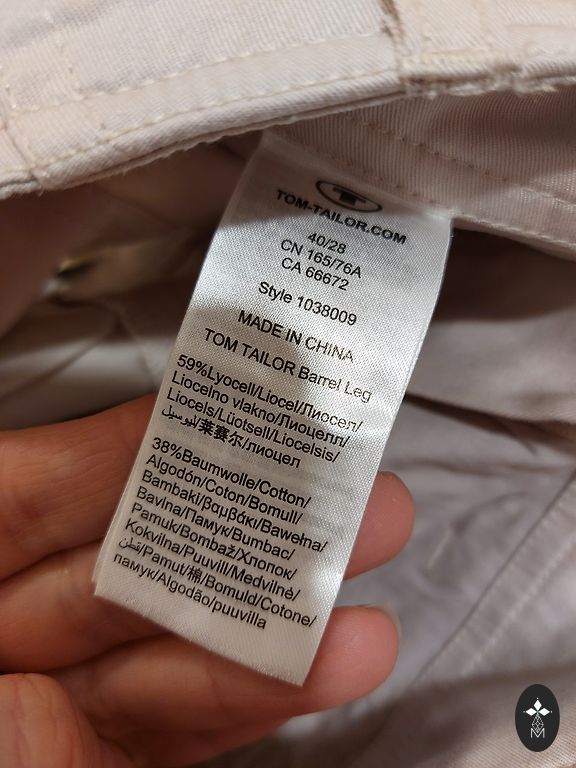 T
TOM-TAILOR.COM
40/28
CN 165/76A
CA 66672
Style 1038009
MADE IN CHINA
TOM TAILOR Barrel Leg
59%Lyocell/Liocel/Лиосел/
Liocelno vlakno/Лиоцелл/
Liocels/Lüotsell/Liocelsis/
ليوسيل/莱赛尔/лиоцел
38%Baumwolle/Cotton/
Algodón/Coton/Bomull/
Bambaki/βαμβάκι/Bawełna/
Bavlna/Памук/Bumbac/
Pamuk/Bombaž/Хлопок/
Kokvilna/Puuvill/Medvilnė/
قطن/Pamut/棉/Bomuld/Cotone/
памук/Algodão/puuvilla
M